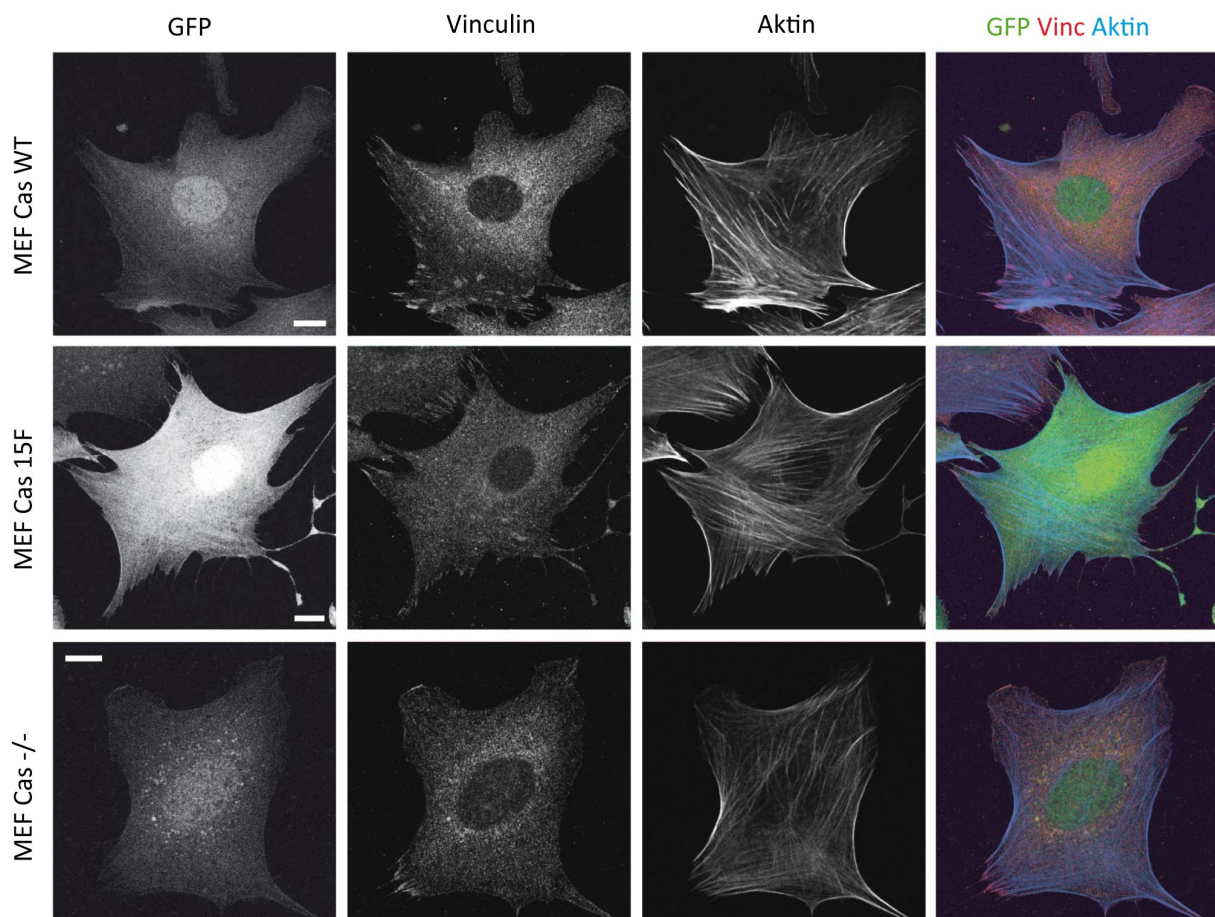 GFP Vinculin Aktin GFP Vinc Aktin
MEF Cas WT
MEF Cas 15F
MEF Cas -/-